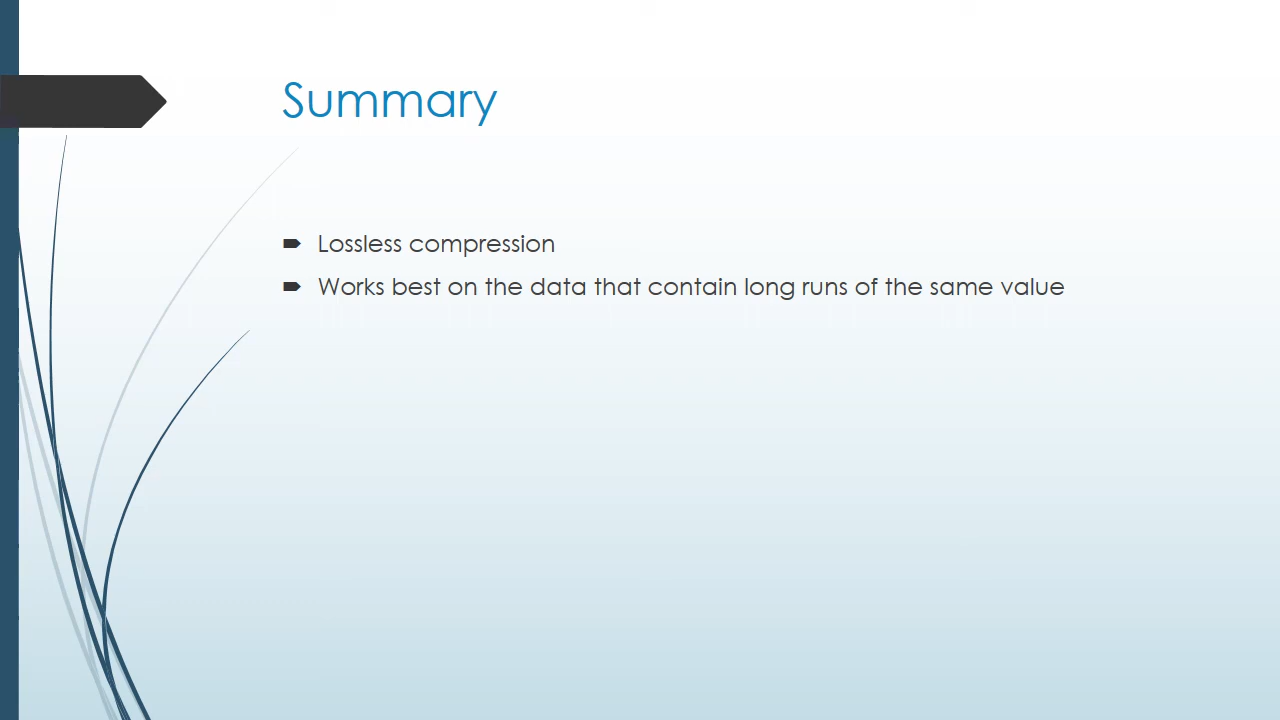 Summary
Lossless compression
Works best on the data that contain long runs of the same value